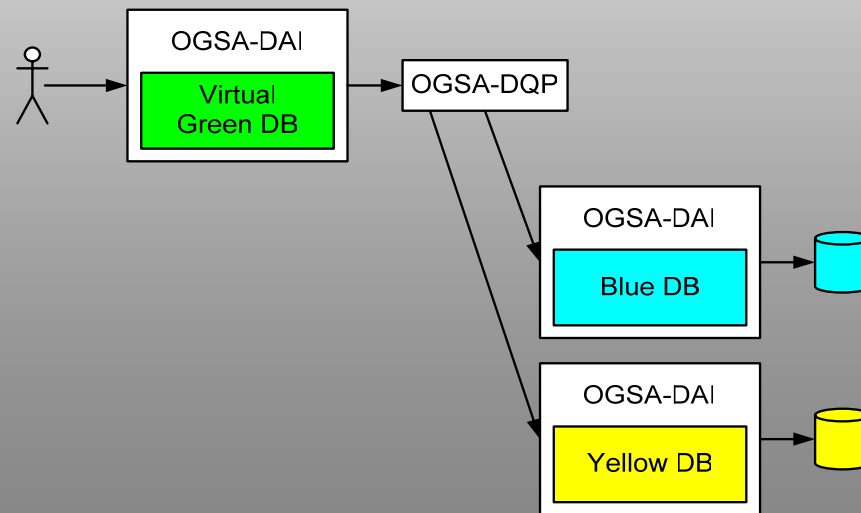 OGSA-DAI
Virtual
Green DB
OGSA-DQP
OGSA-DAI
Blue DB
OGSA-DAI
Yellow DB